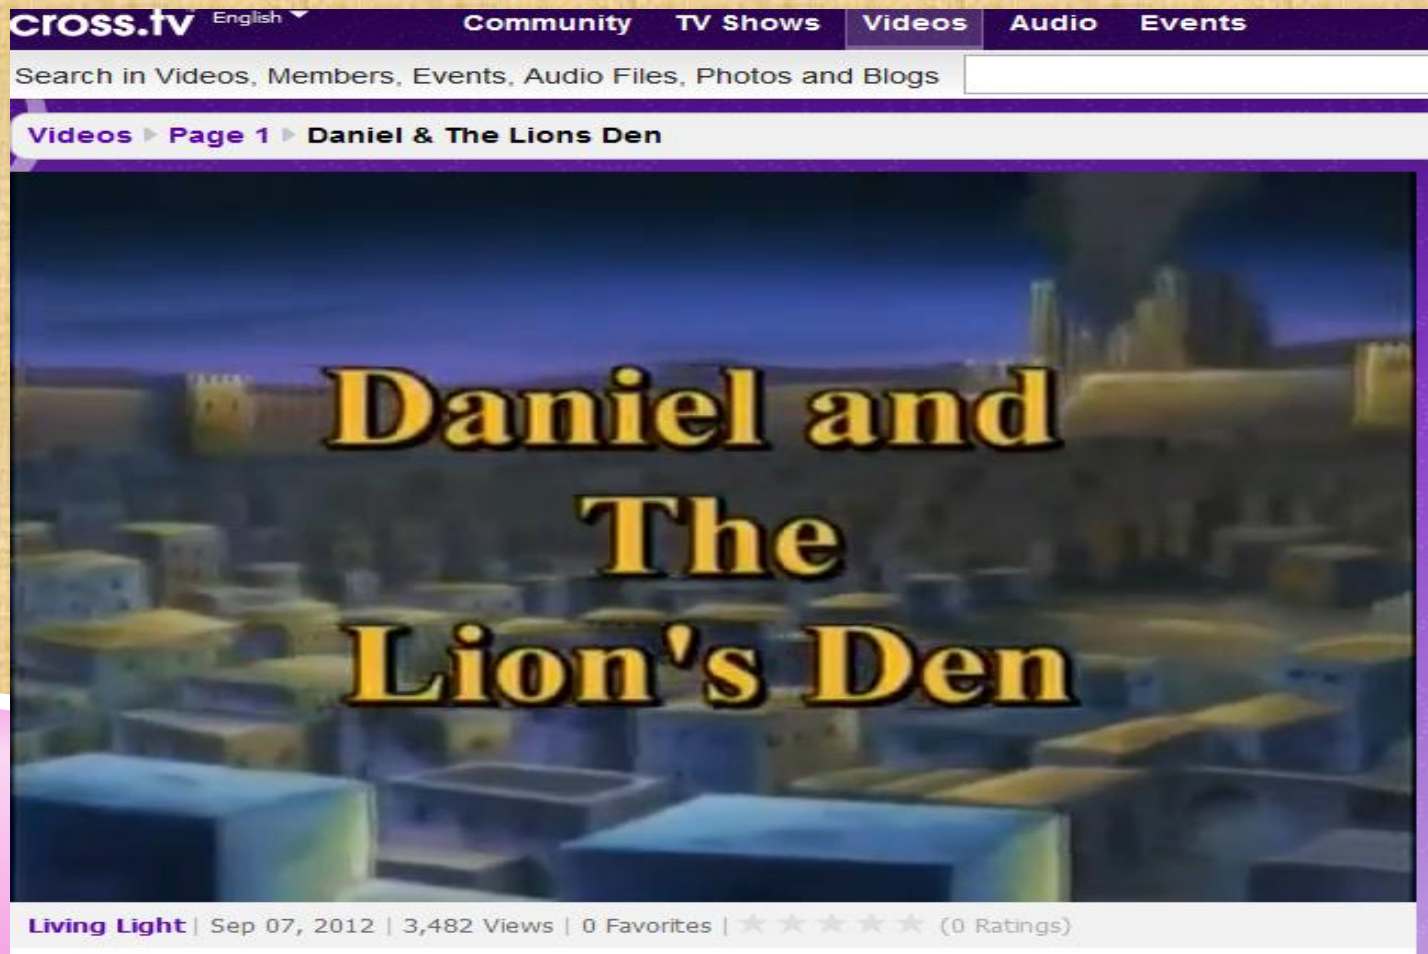 cross.tv English Community TV Shows Videos Audio Events
Search in Videos, Members, Events, Audio Files, Photos and Blogs
Videos Page 1 Daniel & The Lions Den
Daniel and
The
Lion's Den
Living Light | Sep 07, 2012 | 3,482 Views | 0 Favorites | (0 Ratings)